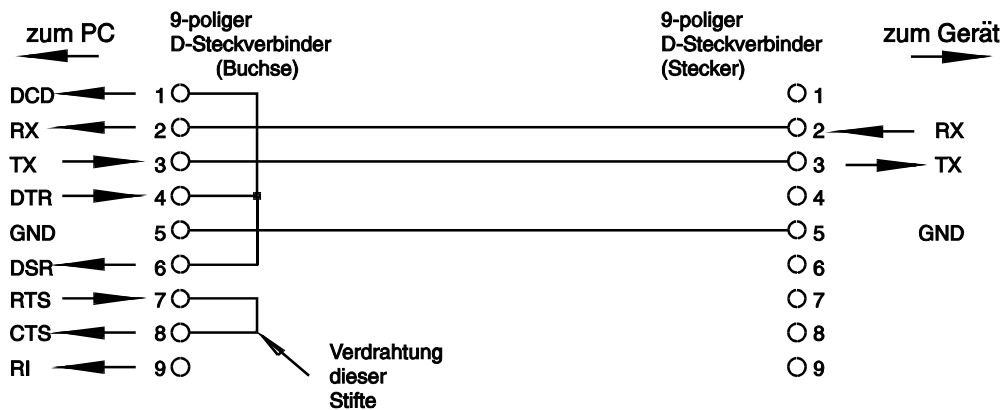 zum PC
9-poliger
D-Steckverbinder
(Buchse)
9-poliger
D-Steckverbinder
(Stecker)
zum Gerät
DCD 1 1
RX 2 2 RX
TX 3 3 TX
DTR 4 4
GND 5 5 GND
DSR 6 6
RTS 7 7
CTS 8 8
RI 9 9
Verdrahtung
dieser
Stifte